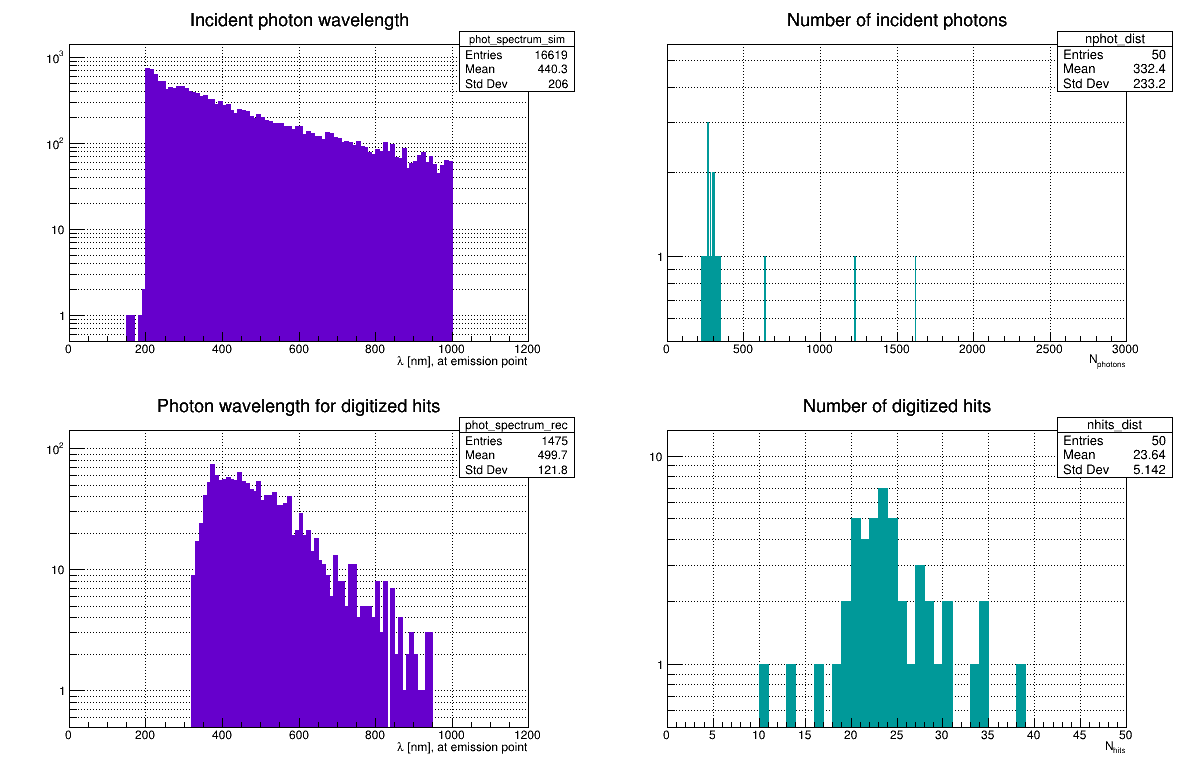 Incident photon wavelength
phot_spectrum_sim
Entries 16619
Mean 440.3
Std Dev 206
10³
10²
10
1
0 200 400 600 800 1000 1200
λ [nm], at emission point
Number of incident photons
nphot_dist
Entries 50
Mean 332.4
Std Dev 233.2
1
0 500 1000 1500 2000 2500 3000
Nphotons
Photon wavelength for digitized hits
phot_spectrum_rec
Entries 1475
Mean 499.7
Std Dev 121.8
10²
10
1
0 200 400 600 800 1000 1200
λ [nm], at emission point
Number of digitized hits
nhits_dist
Entries 50
Mean 23.64
Std Dev 5.142
10
1
0 5 10 15 20 25 30 35 40 45 50
Nhits